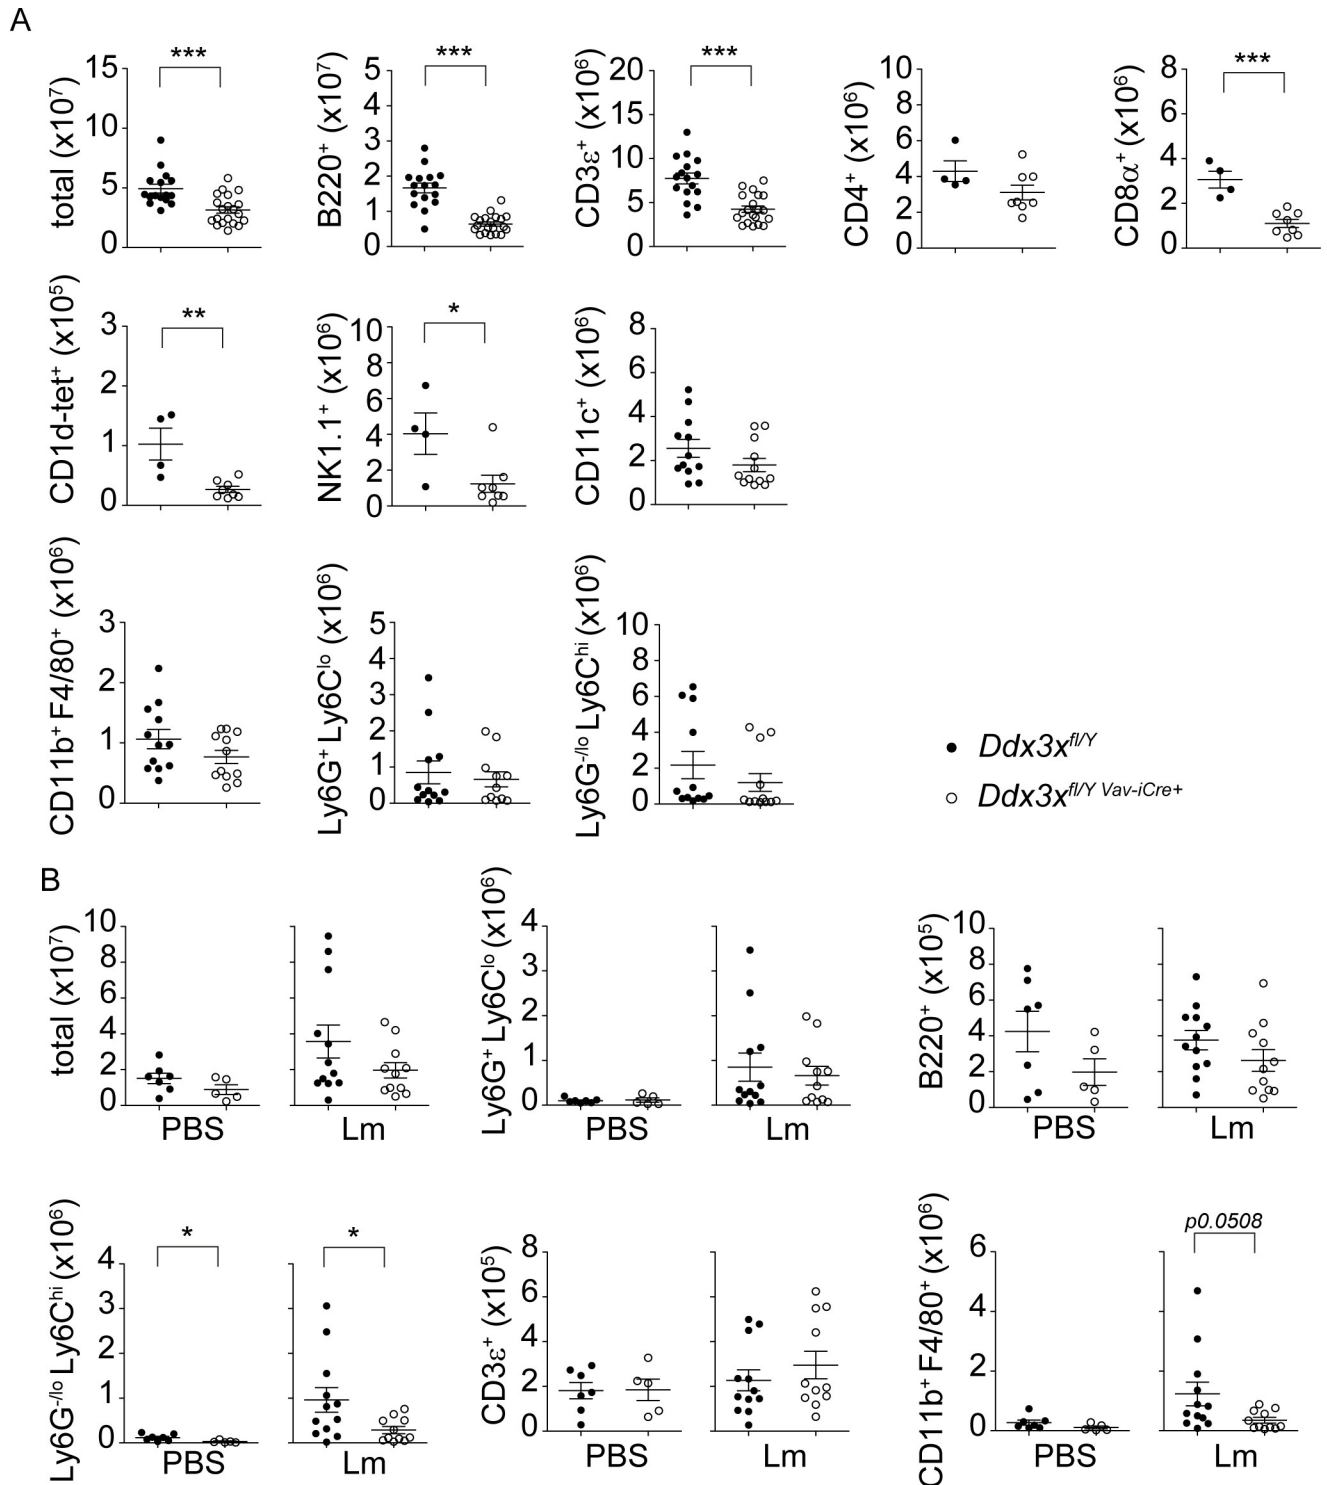 A
total (x10⁷)
15
10
5
0
***
B220⁺ (x10⁷)
5
4
3
2
1
0
***
CD3ε⁺ (x10⁶)
20
15
10
5
0
***
CD4⁺ (x10⁶)
10
8
6
4
2
0
CD8α⁺ (x10⁶)
8
6
4
2
0
***
CD1d-tet⁺ (x10⁵)
3
2
1
0
**
NK1.1⁺ (x10⁶)
10
8
6
4
2
0
*
CD11c⁺ (x10⁶)
8
6
4
2
0
CD11b⁺ F4/80⁺ (x10⁶)
3
2
1
0
Ly6G⁺ Ly6Cˡᵒ (x10⁶)
5
4
3
2
1
0
Ly6G⁻/ˡᵒ Ly6Cʰⁱ (x10⁶)
10
8
6
4
2
0
Ddx3x^fl/Y
Ddx3x^fl/Y Vav-iCre+
B
total (x10⁷)
10
8
6
4
2
0
PBS
Lm
Ly6G⁺ Ly6Cˡᵒ (x10⁶)
4
3
2
1
0
PBS
Lm
B220⁺ (x10⁵)
10
8
6
4
2
0
PBS
Lm
Ly6G⁻/ˡᵒ Ly6Cʰⁱ (x10⁶)
4
3
2
1
0
*
*
PBS
Lm
CD3ε⁺ (x10⁵)
8
6
4
2
0
PBS
Lm
CD11b⁺ F4/80⁺ (x10⁶)
6
4
2
0
p0.0508
PBS
Lm